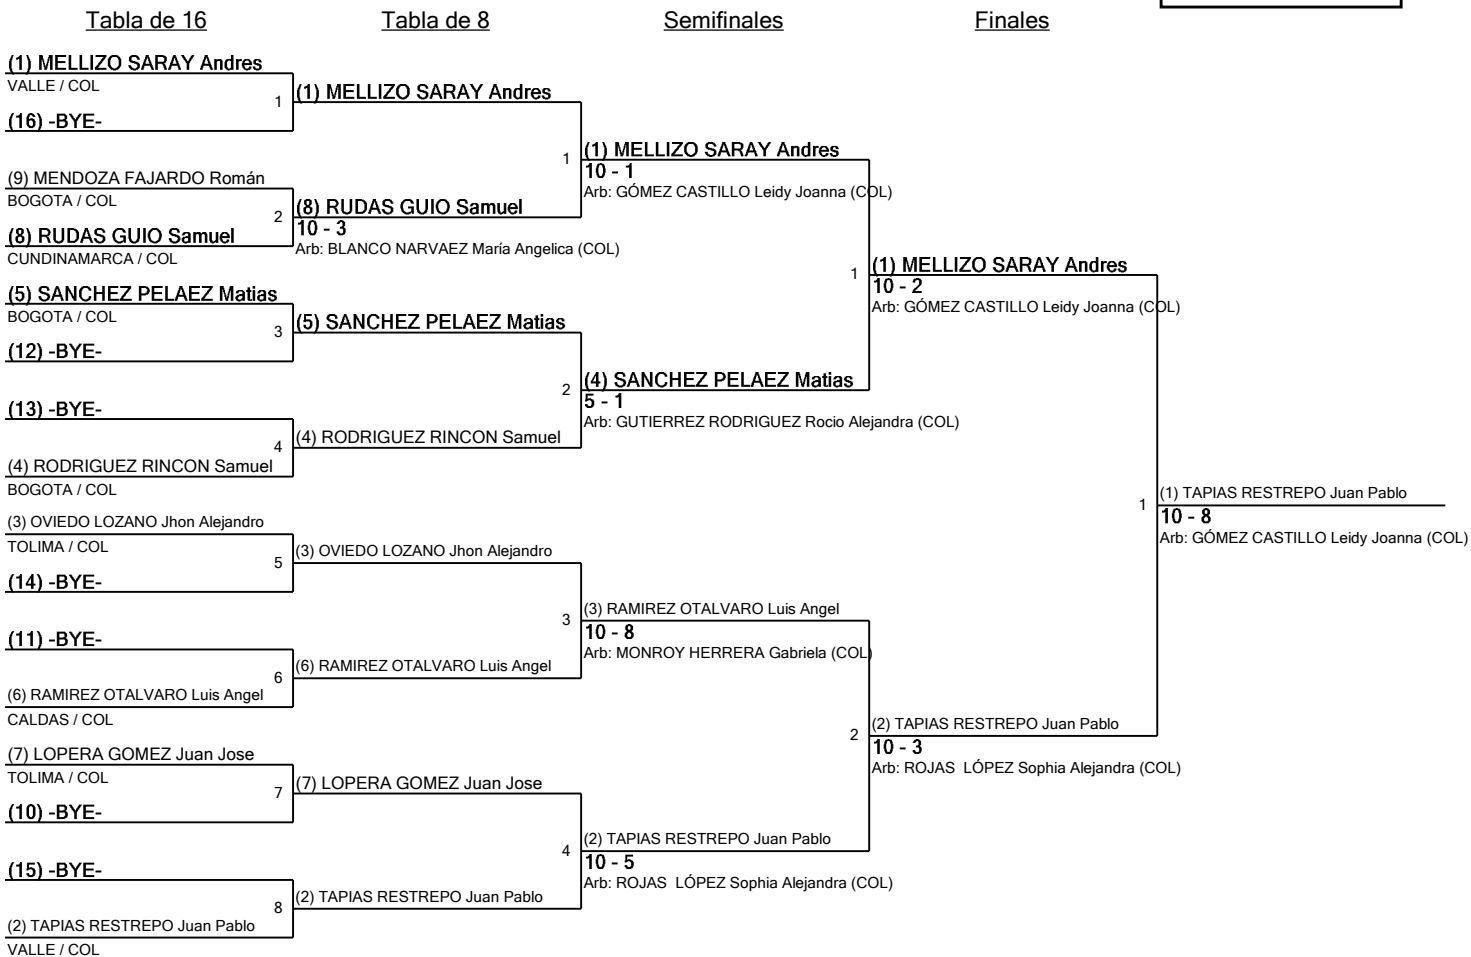 Tabla de 16
Tabla de 8
Semifinales
Finales
(1) MELLIZO SARAY Andres
VALLE / COL
1
(16) -BYE-
(9) MENDOZA FAJARDO Román
BOGOTA / COL
2
(8) RUDAS GUIO Samuel
CUNDINAMARCA / COL
(5) SANCHEZ PELAEZ Matias
BOGOTA / COL
3
(12) -BYE-
(13) -BYE-
4
(4) RODRIGUEZ RINCON Samuel
BOGOTA / COL
(3) OVIEDO LOZANO Jhon Alejandro
TOLIMA / COL
5
(14) -BYE-
(11) -BYE-
6
(6) RAMIREZ OTALVARO Luis Angel
CALDAS / COL
(7) LOPERA GOMEZ Juan Jose
TOLIMA / COL
7
(10) -BYE-
(15) -BYE-
8
(2) TAPIAS RESTREPO Juan Pablo
VALLE / COL
(1) MELLIZO SARAY Andres
1
(8) RUDAS GUIO Samuel
10 - 3
Arb: BLANCO NARVAEZ María Angelica (COL)
(5) SANCHEZ PELAEZ Matias
2
(4) RODRIGUEZ RINCON Samuel
(3) OVIEDO LOZANO Jhon Alejandro
3
(6) RAMIREZ OTALVARO Luis Angel
(7) LOPERA GOMEZ Juan Jose
4
(2) TAPIAS RESTREPO Juan Pablo
(1) MELLIZO SARAY Andres
10 - 1
Arb: GÓMEZ CASTILLO Leidy Joanna (COL)
1
(4) SANCHEZ PELAEZ Matias
5 - 1
Arb: GUTIERREZ RODRIGUEZ Rocio Alejandra (COL)
(3) RAMIREZ OTALVARO Luis Angel
10 - 8
Arb: MONROY HERRERA Gabriela (COL)
2
(2) TAPIAS RESTREPO Juan Pablo
10 - 5
Arb: ROJAS  LÓPEZ Sophia Alejandra (COL)
(1) MELLIZO SARAY Andres
10 - 2
Arb: GÓMEZ CASTILLO Leidy Joanna (COL)
1
(2) TAPIAS RESTREPO Juan Pablo
10 - 3
Arb: ROJAS  LÓPEZ Sophia Alejandra (COL)
(1) TAPIAS RESTREPO Juan Pablo
10 - 8
Arb: GÓMEZ CASTILLO Leidy Joanna (COL)